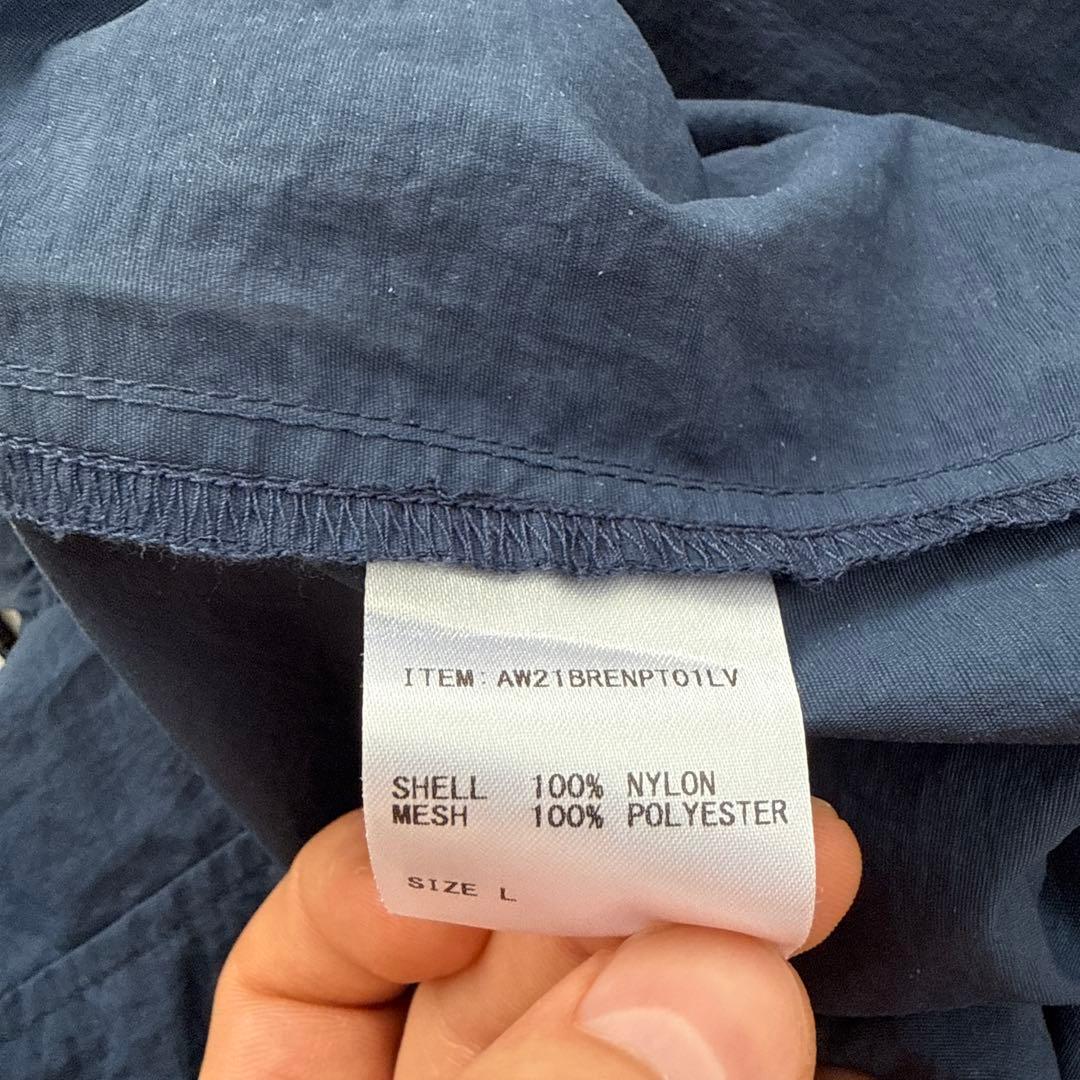 ITEM: AW21BRENPT01LV
SHELL 100% NYLON
MESH 100% POLYESTER
SIZE L